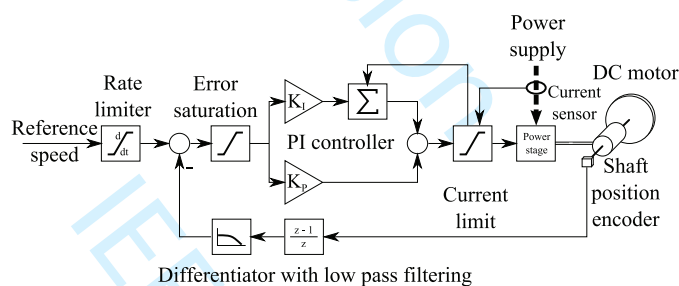 Power
supply
DC motor
Rate
limiter
Error
saturation
Current
sensor
K_I
Σ
Reference
speed
d
dt
PI controller
Power
stage
-
K_P
Shaft
position
encoder
Current
limit
z - 1
z
Differentiator with low pass filtering